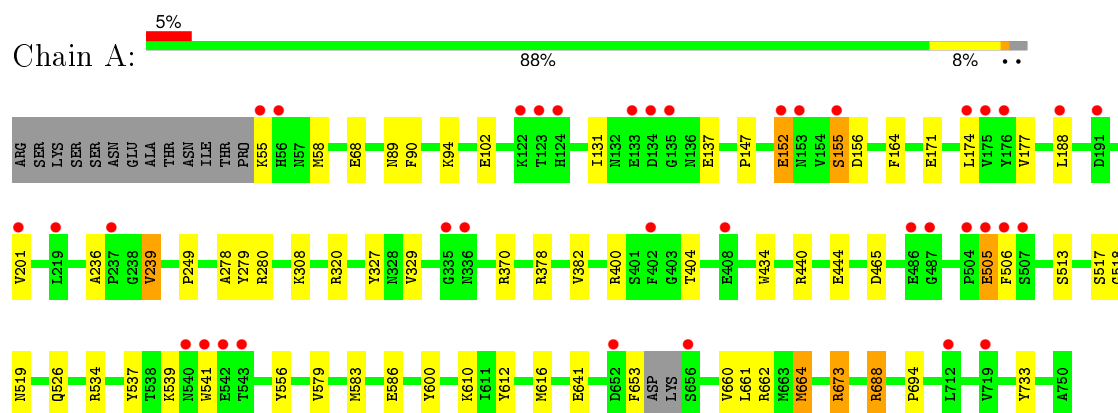 5%
Chain A:
88% 8% • •
ARG SER LYS SER SER ASN GLU ALA THR ASN ILE THR PRO K55 H56 N57 M58 E68 N89 F90 K94 E102 K122 T123 H124 I131 N132 E133 D134 G135 N136 E137 P147 E152 N153 V154 S155 D156 F164 E171 L174 V175 Y176 V177 L188 D191
V201 L219 A236 P237 G238 V239 P249 A278 Y279 R280 K308 R320 Y327 N328 V329 G335 N336 R370 R378 V382 R400 S401 F402 G403 T404 E408 W434 R440 E444 D465 E486 G487 P504 E505 F506 S507 S513 S517 G518
N519 Q526 R534 Y537 T538 K539 N540 W541 E542 T543 Y556 V579 M583 E586 Y600 K610 I611 Y612 M616 E641 D652 F653 ASP LYS S656 V660 L661 R662 M663 M664 R673 R688 P694 L712 V719 Y733 A750